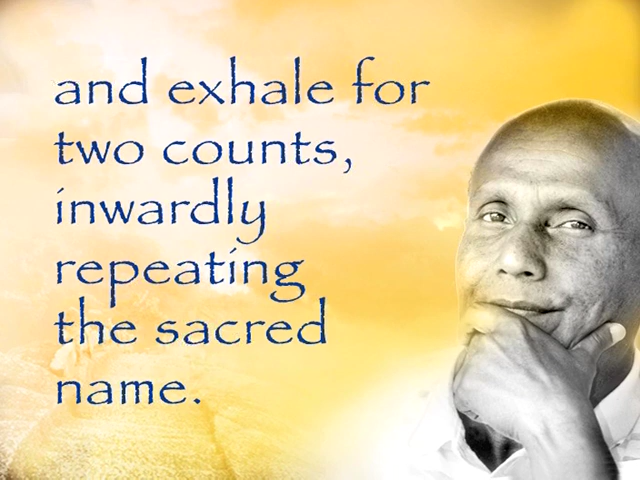 and exhale for
two counts,
inwardly
repeating
the sacred
name.